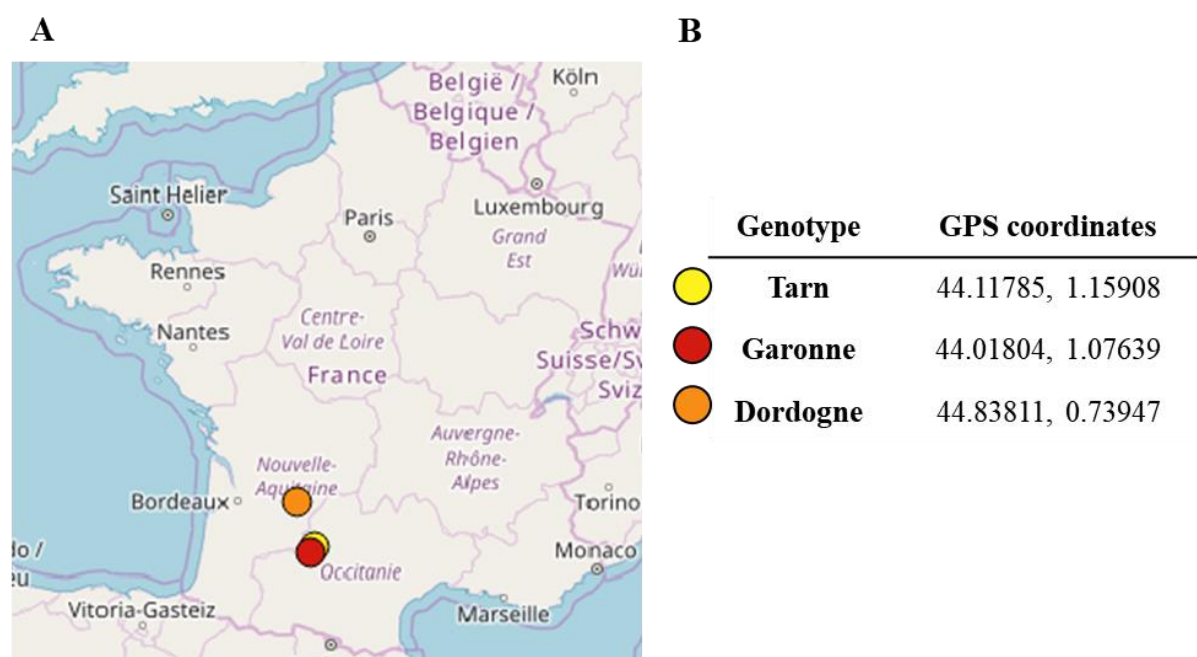 A
België /
Belgique /
Belgien
Köln
Saint Helier
Paris
Luxembourg
Grand
Est
Rennes
Nantes
Centre-
Val de Loire
France
Schw
Suisse/Sv
Sviz
Auvergne-
Rhône-
Alpes
Nouvelle-
Aquitaine
Bordeaux
Torino
Monaco
Occitanie
Marseille
Vitoria-Gasteiz
B
Genotype GPS coordinates
Tarn 44.11785, 1.15908
Garonne 44.01804, 1.07639
Dordogne 44.83811, 0.73947